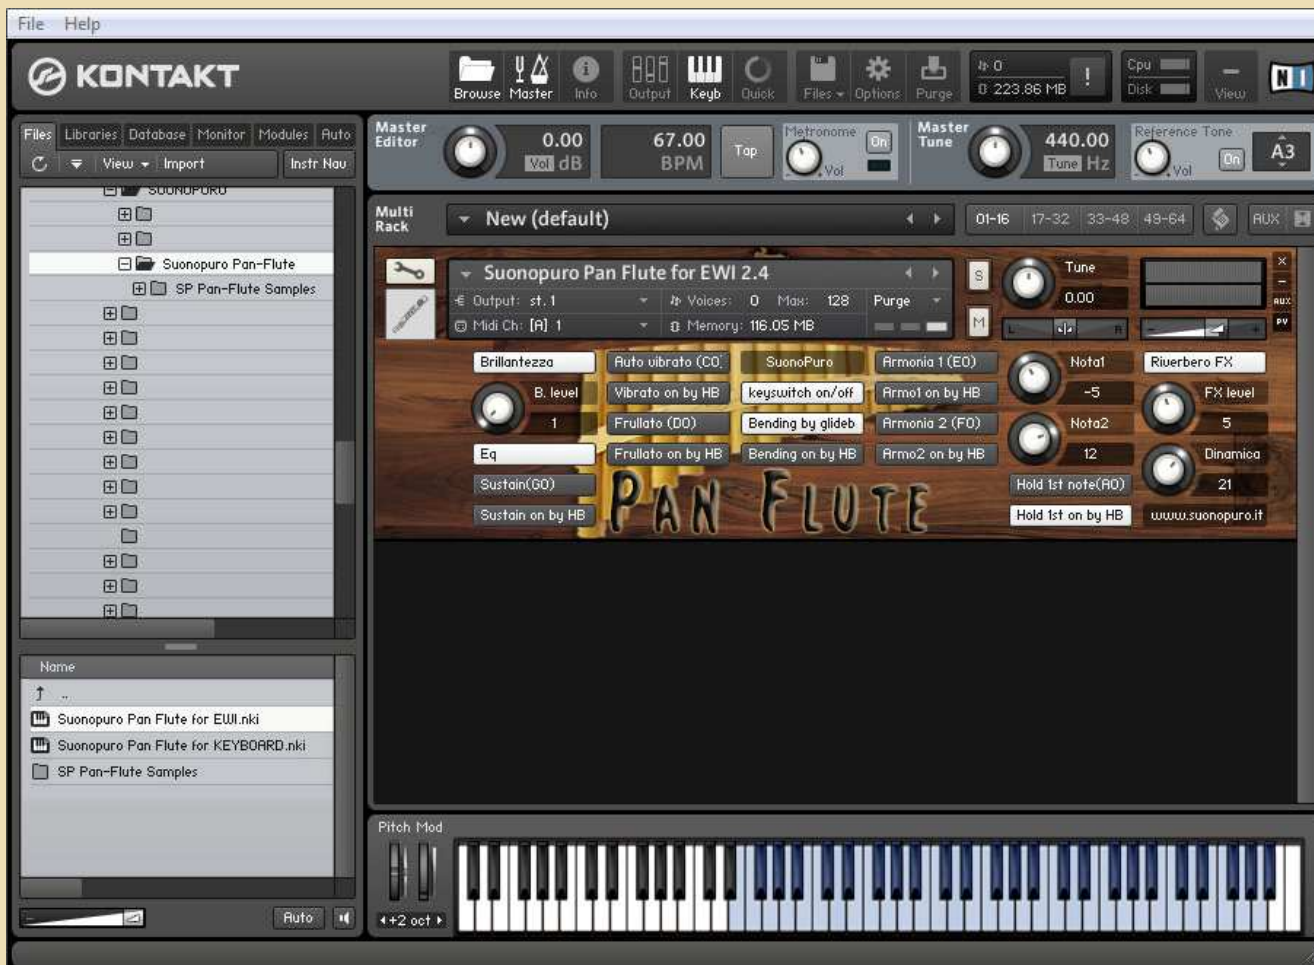 File Help
KONTAKT
Browse Master Info Output Keyb Quick Files Options Purge 0 0 223.86 MB ! Cpu Disk View NI
Files Libraries Database Monitor Modules Auto
View Import Instr Nav
SUONOPURO
Suonopuro Pan-Flute
SP Pan-Flute Samples
Name
..
Suonopuro Pan Flute for EWI.nki
Suonopuro Pan Flute for KEYBOARD.nki
SP Pan-Flute Samples
Auto
Master Editor 0.00 Vol dB 67.00 BPM Tap Metronome On Vol Master Tune 440.00 Tune Hz Reference Tone Vol On A3
Multi Rack New (default) 01-16 17-32 33-48 49-64 AUX
Suonopuro Pan Flute for EWI 2.4 S Tune 0.00 x - AUX PV
Output: st. 1 Voices: 0 Max: 128 Purge
Midi Ch: [A] 1 Memory: 116.05 MB M L R - +
Brillantezza Auto vibrato (C0) SuonoPuro Armonia 1 (E0) Nota1 Riverbero FX
B. level Vibrato on by HB keyswitch on/off Armo1 on by HB -5 FX level
1 Frullato (D0) Bending by glideb Armonia 2 (F0) Nota2 5
Eq Frullato on by HB Bending on by HB Armo2 on by HB 12 Dinamica
Sustain(G0) Hold 1st note(A0) 21
Sustain on by HB PAN FLUTE Hold 1st on by HB www.suonopuro.it
Pitch Mod
+2 oct